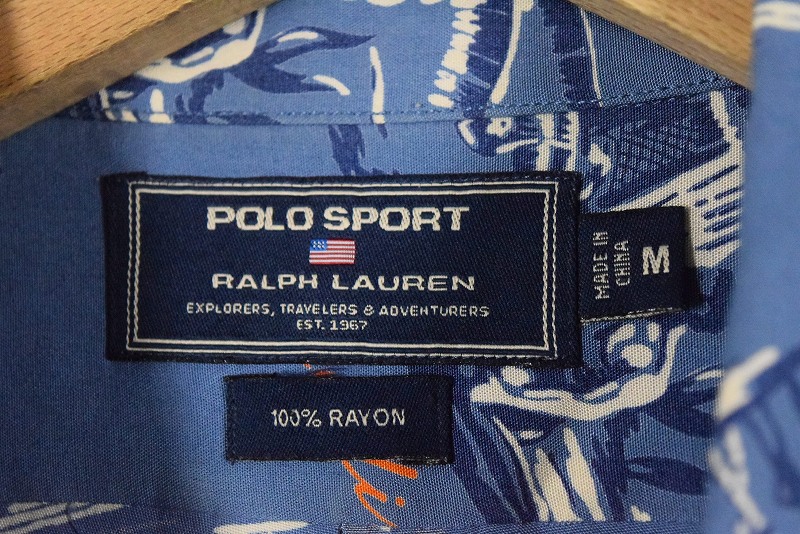 POLO SPORT
RALPH LAUREN
EXPLORERS, TRAVELERS & ADVENTURERS
EST. 1967
MADE IN
CHINA
M
100% RAYON